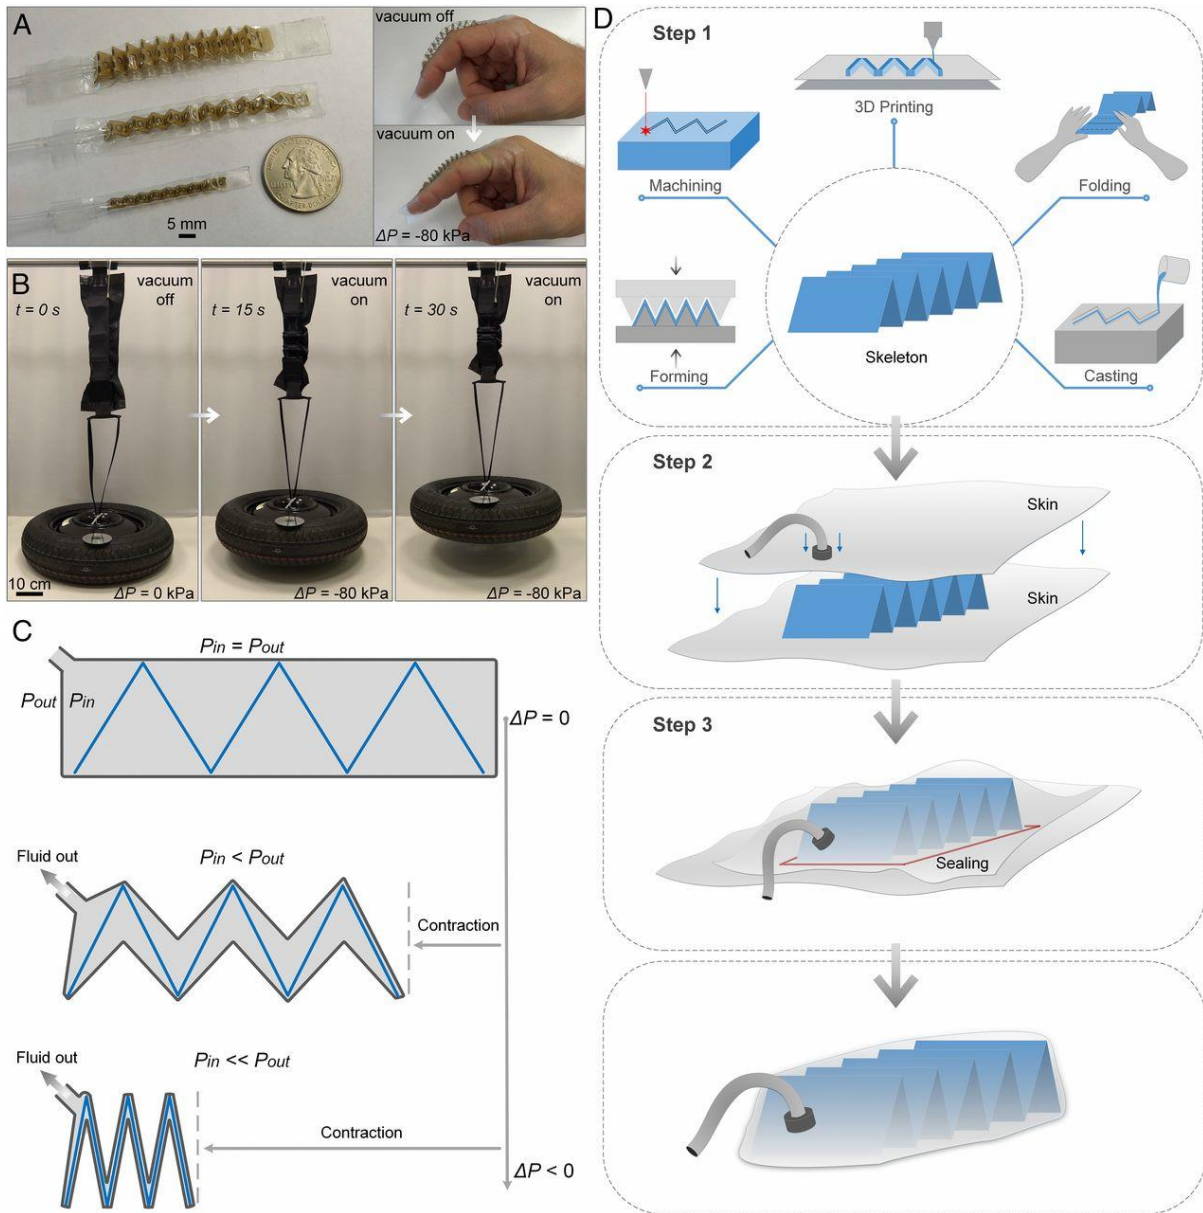 A
vacuum off
vacuum on
5 mm
ΔP = -80 kPa
B
t = 0 s
vacuum
off
10 cm
ΔP = 0 kPa
t = 15 s
vacuum
on
ΔP = -80 kPa
t = 30 s
vacuum
on
ΔP = -80 kPa
C
Pin = Pout
Pout
Pin
ΔP = 0
Fluid out
Pin < Pout
Contraction
Fluid out
Pin << Pout
Contraction
ΔP < 0
D
Step 1
3D Printing
Machining
Folding
Forming
Skeleton
Casting
Step 2
Skin
Skin
Step 3
Sealing